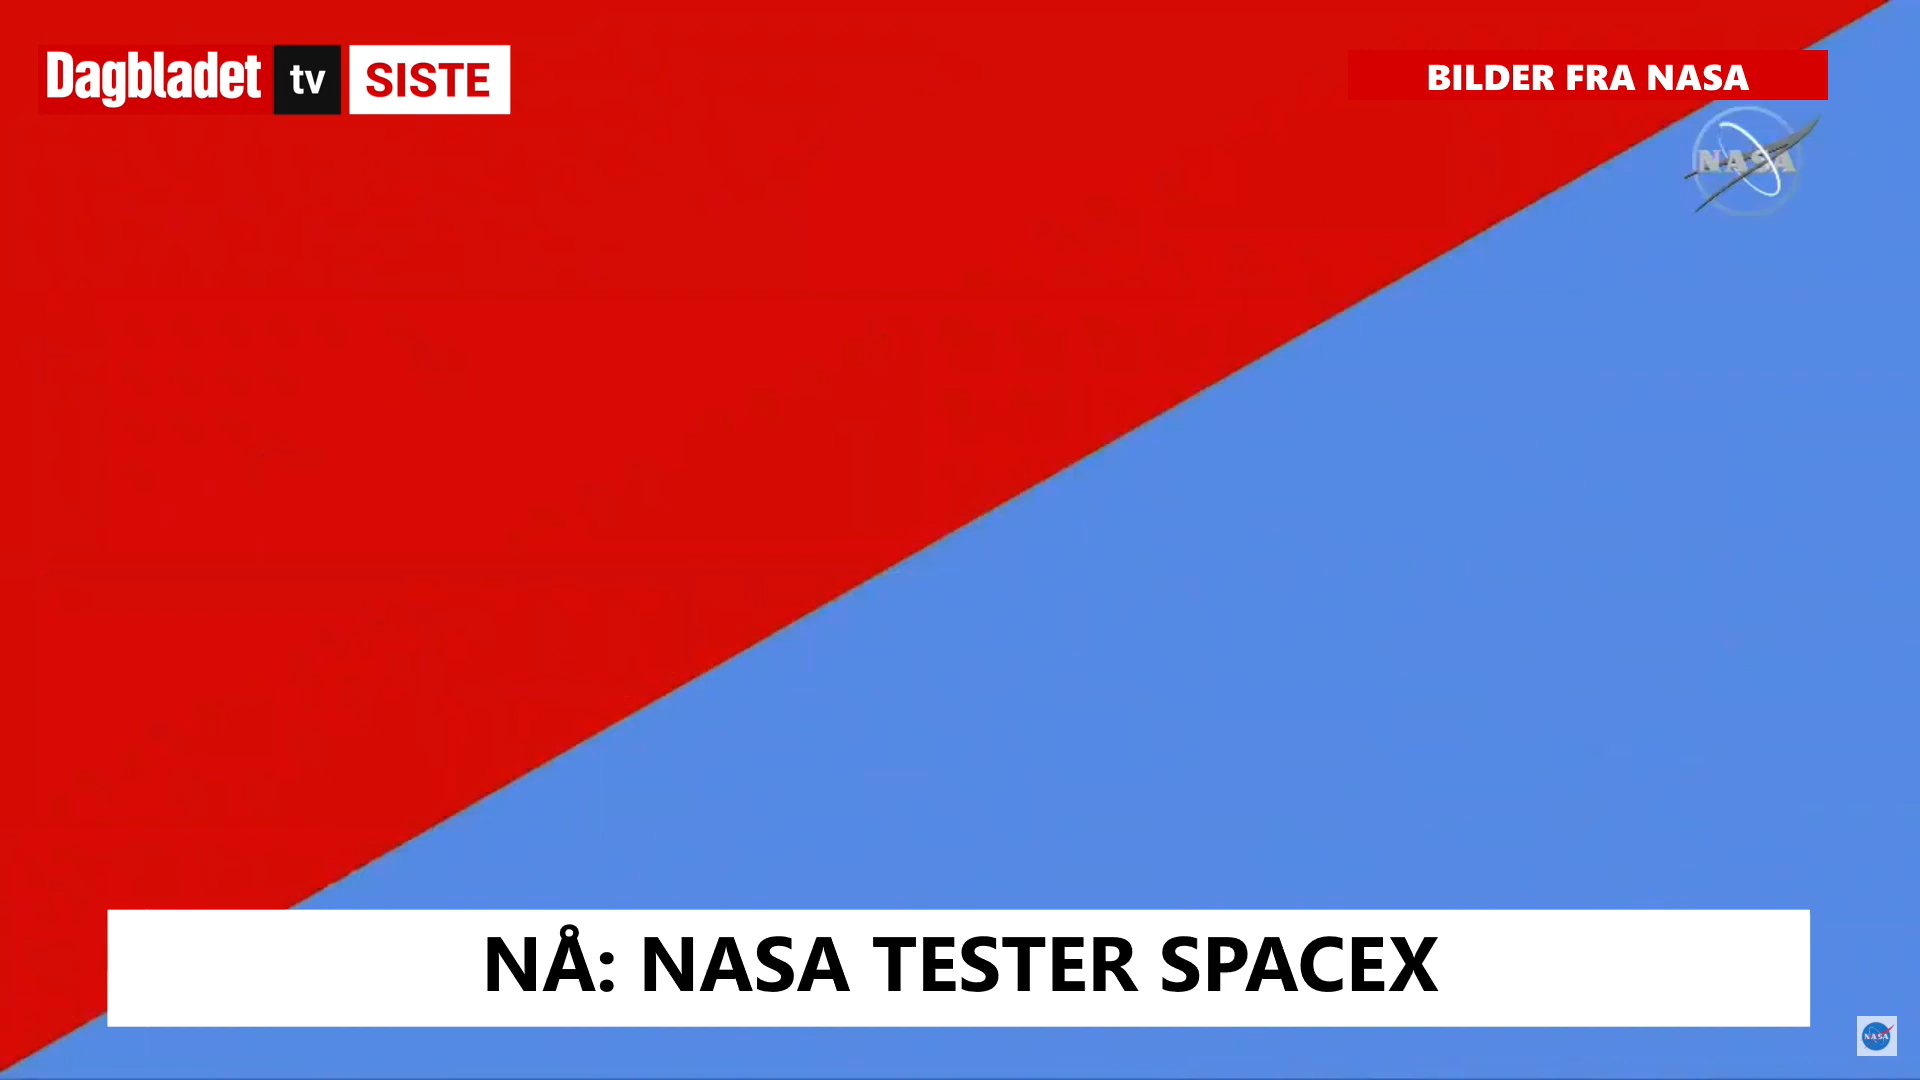 Dagbladet tv SISTE
BILDER FRA NASA
NASA
NÅ: NASA TESTER SPACEX
NASA